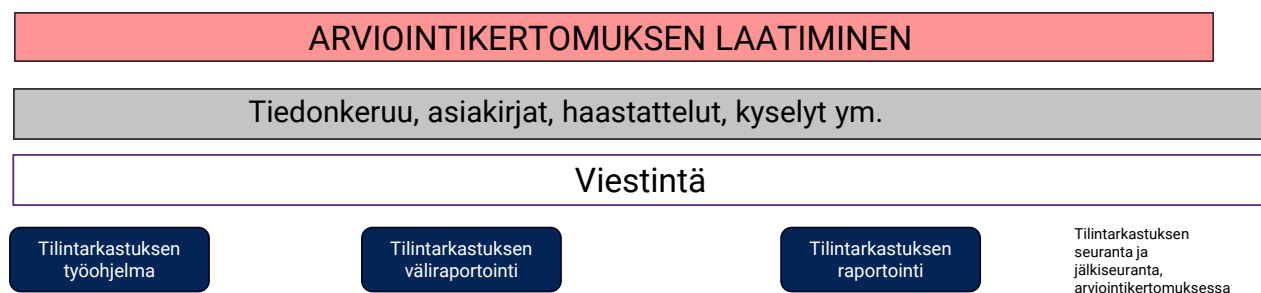 ARVIOINTIKERTOMUKSEN LAATIMINEN
Tiedonkeruu, asiakirjat, haastattelut, kyselyt ym.
Viestintä
Tilintarkastuksen
työohjelma
Tilintarkastuksen
väliraportointi
Tilintarkastuksen
raportointi
Tilintarkastuksen
seuranta ja
jälkiseuranta,
arviointikertomuksessa